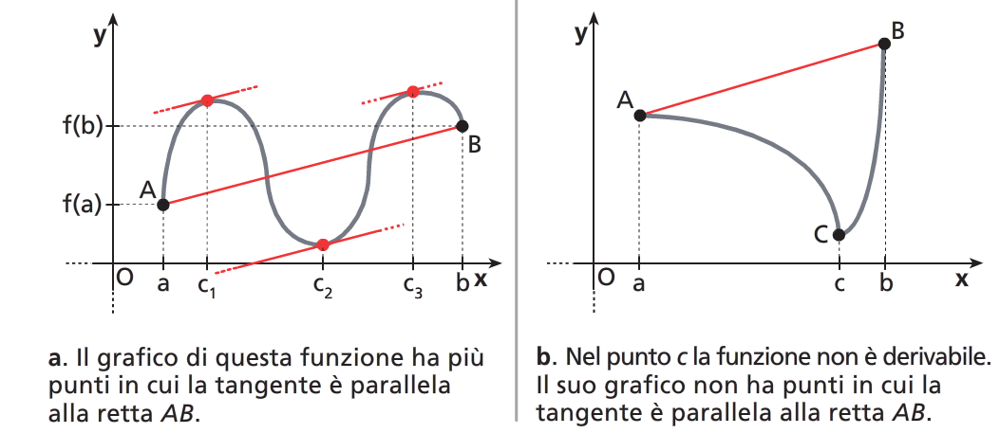 y
f(b)
f(a)
A
B
O
a
c₁
c₂
c₃
b
x
a. Il grafico di questa funzione ha più
punti in cui la tangente è parallela
alla retta AB.
y
A
B
C
O
a
c
b
x
b. Nel punto c la funzione non è derivabile.
Il suo grafico non ha punti in cui la
tangente è parallela alla retta AB.